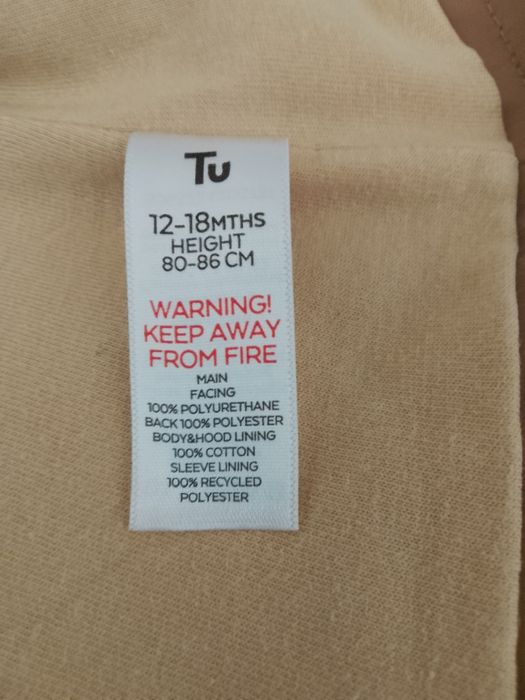 Tu
12-18MTHS
HEIGHT
80-86 CM
WARNING!
KEEP AWAY
FROM FIRE
MAIN
FACING
100% POLYURETHANE
BACK 100% POLYESTER
BODY&HOOD LINING
100% COTTON
SLEEVE LINING
100% RECYCLED
POLYESTER